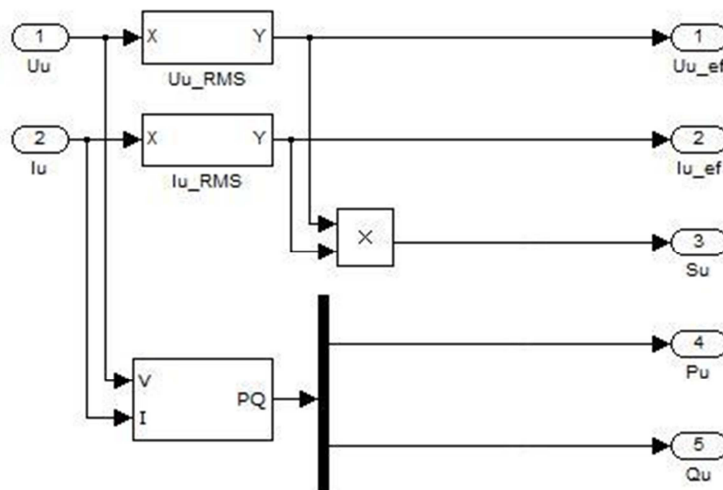 1 X Y 1
Uu Uu_RMS Uu_ef
2 X Y 2
Iu Iu_RMS Iu_ef
X 3
Su
V PQ 4
I Pu
5
Qu